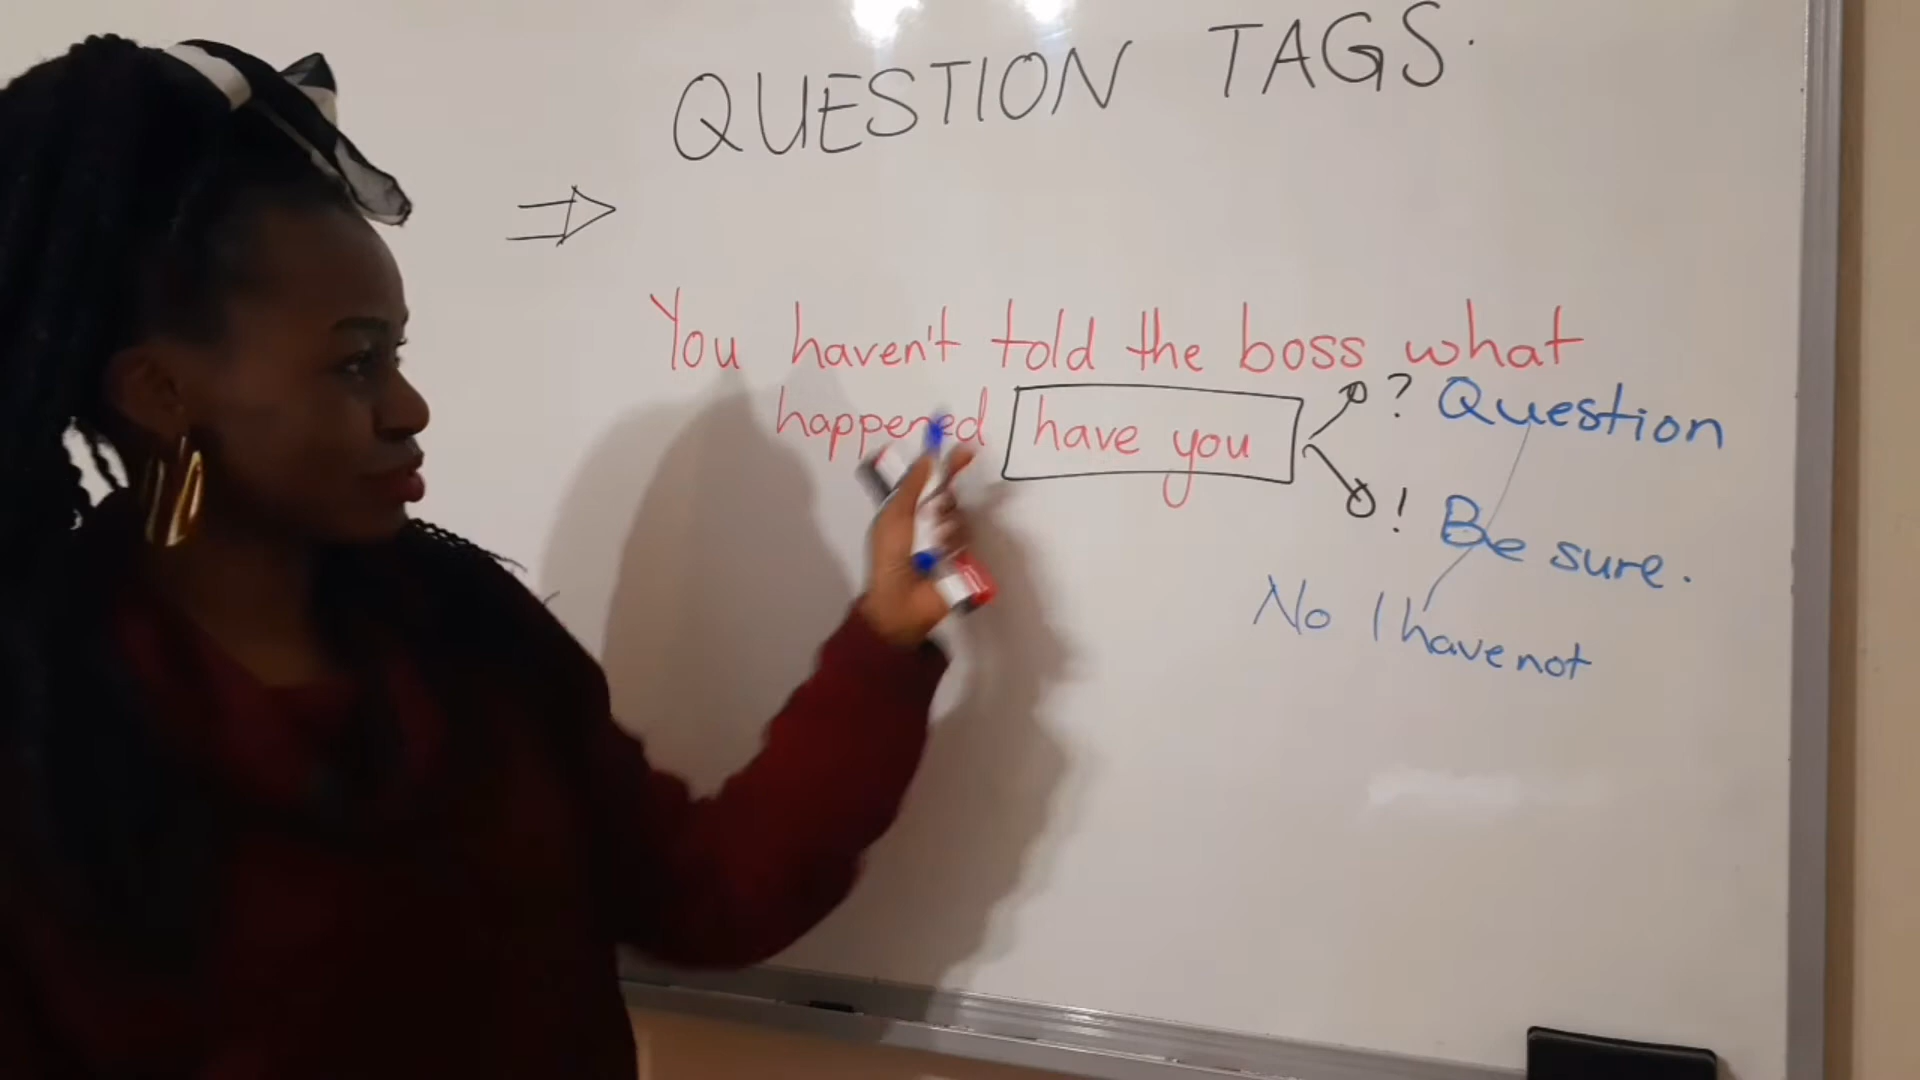 QUESTION TAGS.
You haven't told the boss what
happened have you
? Question
! Be sure.
No I have not